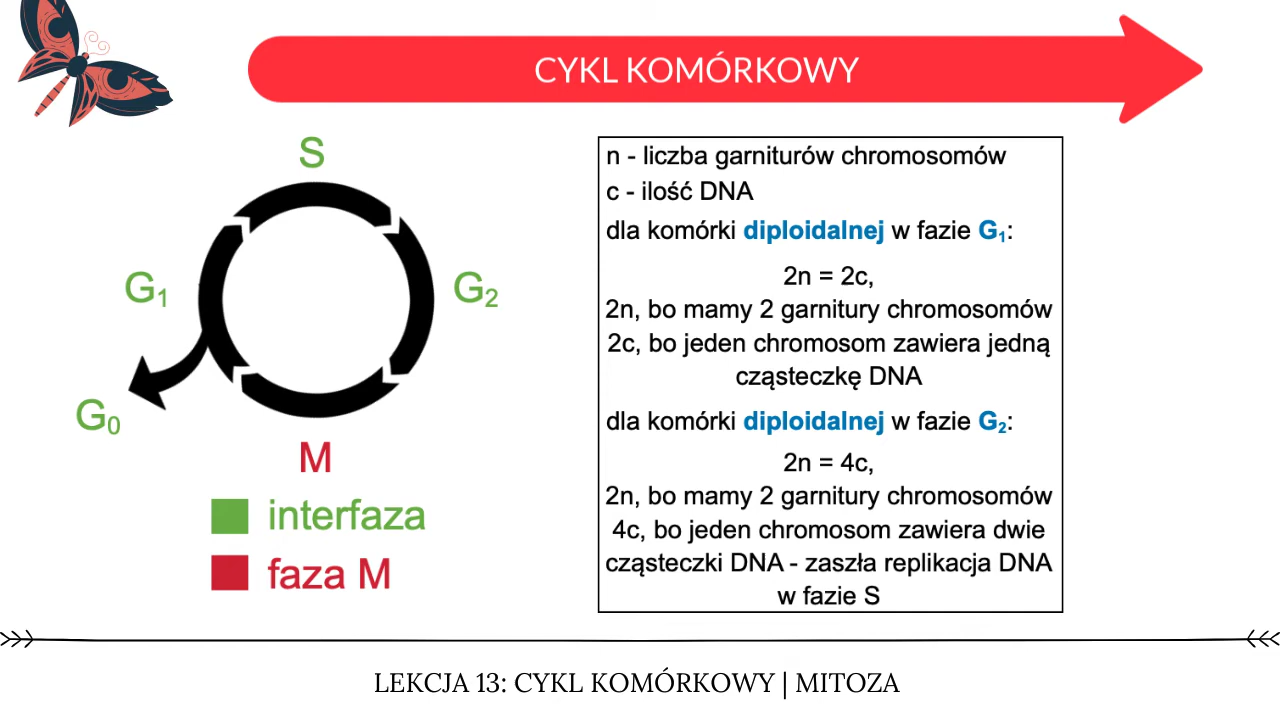 CYKL KOMÓRKOWY
S
G₁
G₂
G₀
M
interfaza
faza M
n - liczba garniturów chromosomów
c - ilość DNA
dla komórki diploidalnej w fazie G₁:
2n = 2c,
2n, bo mamy 2 garnitury chromosomów
2c, bo jeden chromosom zawiera jedną
cząsteczkę DNA
dla komórki diploidalnej w fazie G₂:
2n = 4c,
2n, bo mamy 2 garnitury chromosomów
4c, bo jeden chromosom zawiera dwie
cząsteczki DNA - zaszła replikacja DNA
w fazie S
LEKCJA 13: CYKL KOMÓRKOWY | MITOZA